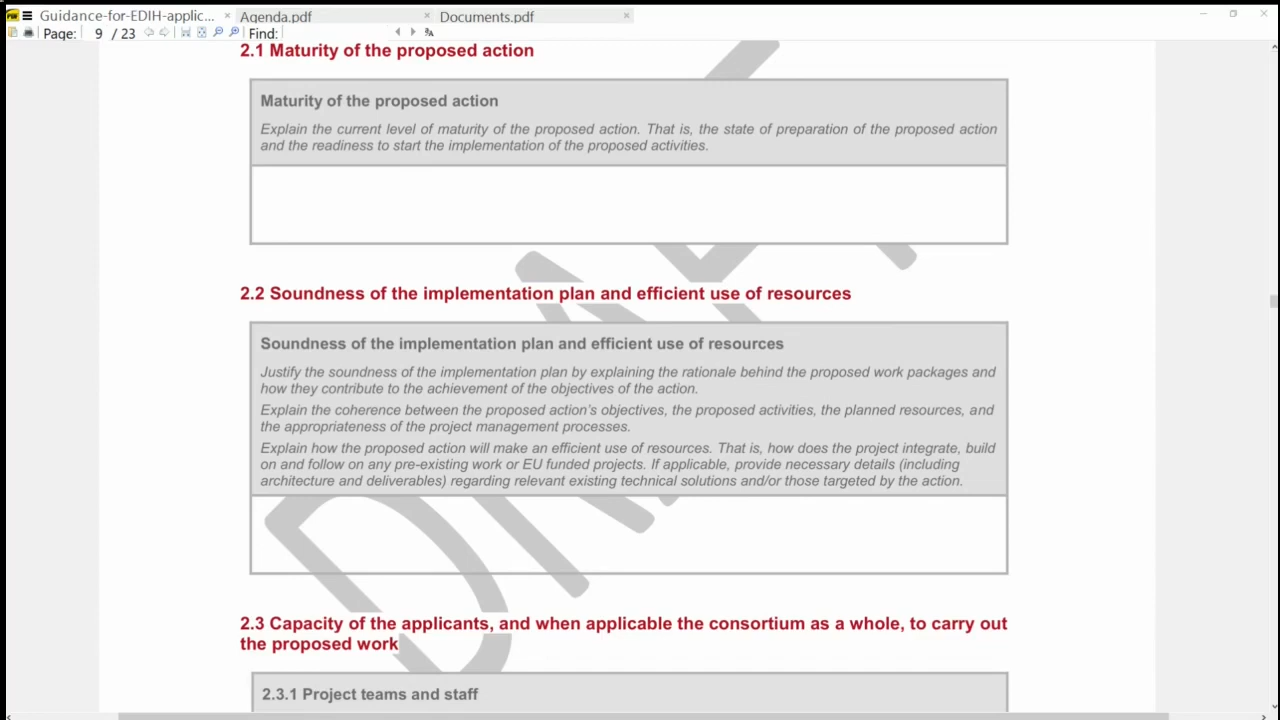 Guidance-for-EDIH-applic... × Agenda.pdf × Documents.pdf ×
Page: 9 / 23 Find:
2.1 Maturity of the proposed action
Maturity of the proposed action
Explain the current level of maturity of the proposed action. That is, the state of preparation of the proposed action
and the readiness to start the implementation of the proposed activities.
2.2 Soundness of the implementation plan and efficient use of resources
Soundness of the implementation plan and efficient use of resources
Justify the soundness of the implementation plan by explaining the rationale behind the proposed work packages and
how they contribute to the achievement of the objectives of the action.
Explain the coherence between the proposed action's objectives, the proposed activities, the planned resources, and
the appropriateness of the project management processes.
Explain how the proposed action will make an efficient use of resources. That is, how does the project integrate, build
on and follow on any pre-existing work or EU funded projects. If applicable, provide necessary details (including
architecture and deliverables) regarding relevant existing technical solutions and/or those targeted by the action.
2.3 Capacity of the applicants, and when applicable the consortium as a whole, to carry out
the proposed work
2.3.1 Project teams and staff